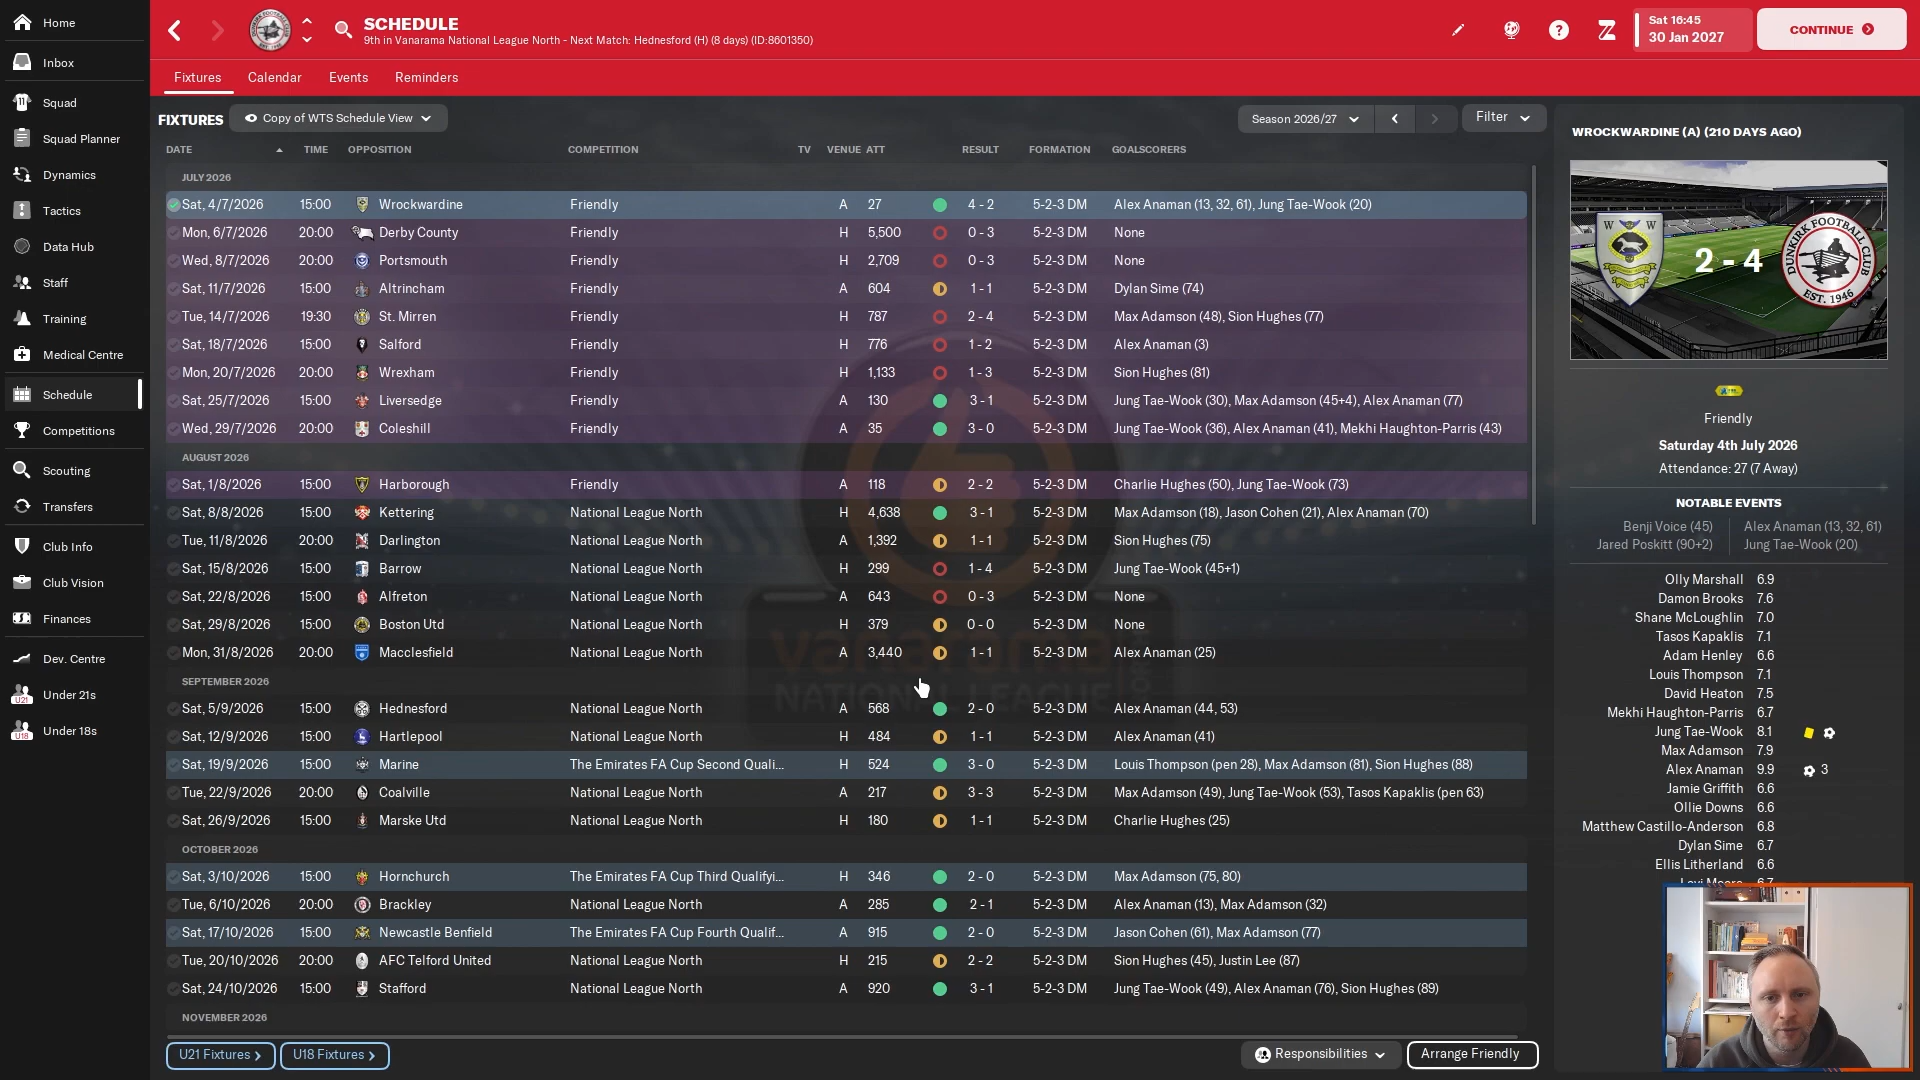 Home
Inbox
Squad
Squad Planner
Dynamics
Tactics
Data Hub
Staff
Training
Medical Centre
Schedule
Competitions
Scouting
Transfers
Club Info
Club Vision
Finances
Dev. Centre
Under 21s
Under 18s
SCHEDULE
9th in Vanarama National League North - Next Match: Hednesford (H) (8 days) (ID:8601350)
Sat 16:45
30 Jan 2027
CONTINUE
Fixtures Calendar Events Reminders
FIXTURES Copy of WTS Schedule View Season 2026/27 Filter
DATE TIME OPPOSITION COMPETITION TV VENUE ATT RESULT FORMATION GOALSCORERS
JULY 2026
Sat, 4/7/2026 15:00 Wrockwardine Friendly A 27 4 - 2 5-2-3 DM Alex Anaman (13, 32, 61), Jung Tae-Wook (20)
Mon, 6/7/2026 20:00 Derby County Friendly H 5,500 0 - 3 5-2-3 DM None
Wed, 8/7/2026 20:00 Portsmouth Friendly H 2,709 0 - 3 5-2-3 DM None
Sat, 11/7/2026 15:00 Altrincham Friendly A 604 1 - 1 5-2-3 DM Dylan Sime (74)
Tue, 14/7/2026 19:30 St. Mirren Friendly H 787 2 - 4 5-2-3 DM Max Adamson (48), Sion Hughes (77)
Sat, 18/7/2026 15:00 Salford Friendly H 776 1 - 2 5-2-3 DM Alex Anaman (3)
Mon, 20/7/2026 20:00 Wrexham Friendly H 1,133 1 - 3 5-2-3 DM Sion Hughes (81)
Sat, 25/7/2026 15:00 Liversedge Friendly A 130 3 - 1 5-2-3 DM Jung Tae-Wook (30), Max Adamson (45+4), Alex Anaman (77)
Wed, 29/7/2026 20:00 Coleshill Friendly A 35 3 - 0 5-2-3 DM Jung Tae-Wook (36), Alex Anaman (41), Mekhi Haughton-Parris (43)
AUGUST 2026
Sat, 1/8/2026 15:00 Harborough Friendly A 118 2 - 2 5-2-3 DM Charlie Hughes (50), Jung Tae-Wook (73)
Sat, 8/8/2026 15:00 Kettering National League North H 4,638 3 - 1 5-2-3 DM Max Adamson (18), Jason Cohen (21), Alex Anaman (70)
Tue, 11/8/2026 20:00 Darlington National League North A 1,392 1 - 1 5-2-3 DM Sion Hughes (75)
Sat, 15/8/2026 15:00 Barrow National League North H 299 1 - 4 5-2-3 DM Jung Tae-Wook (45+1)
Sat, 22/8/2026 15:00 Alfreton National League North A 643 0 - 3 5-2-3 DM None
Sat, 29/8/2026 15:00 Boston Utd National League North H 379 0 - 0 5-2-3 DM None
Mon, 31/8/2026 20:00 Macclesfield National League North A 3,440 1 - 1 5-2-3 DM Alex Anaman (25)
SEPTEMBER 2026
Sat, 5/9/2026 15:00 Hednesford National League North A 568 2 - 0 5-2-3 DM Alex Anaman (44, 53)
Sat, 12/9/2026 15:00 Hartlepool National League North H 484 1 - 1 5-2-3 DM Alex Anaman (41)
Sat, 19/9/2026 15:00 Marine The Emirates FA Cup Second Quali... H 524 3 - 0 5-2-3 DM Louis Thompson (pen 28), Max Adamson (81), Sion Hughes (88)
Tue, 22/9/2026 20:00 Coalville National League North A 217 3 - 3 5-2-3 DM Max Adamson (49), Jung Tae-Wook (53), Tasos Kapaklis (pen 63)
Sat, 26/9/2026 15:00 Marske Utd National League North H 180 1 - 1 5-2-3 DM Charlie Hughes (25)
OCTOBER 2026
Sat, 3/10/2026 15:00 Hornchurch The Emirates FA Cup Third Qualifyi... H 346 2 - 0 5-2-3 DM Max Adamson (75, 80)
Tue, 6/10/2026 20:00 Brackley National League North A 285 2 - 1 5-2-3 DM Alex Anaman (13), Max Adamson (32)
Sat, 17/10/2026 15:00 Newcastle Benfield The Emirates FA Cup Fourth Qualif... A 915 2 - 0 5-2-3 DM Jason Cohen (61), Max Adamson (77)
Tue, 20/10/2026 20:00 AFC Telford United National League North H 215 2 - 2 5-2-3 DM Sion Hughes (45), Justin Lee (87)
Sat, 24/10/2026 15:00 Stafford National League North A 920 3 - 1 5-2-3 DM Jung Tae-Wook (49), Alex Anaman (76), Sion Hughes (89)
NOVEMBER 2026
U21 Fixtures U18 Fixtures Responsibilities Arrange Friendly
vanarama
NATIONAL LEAGUE
WROCKWARDINE (A) (210 DAYS AGO)
2 - 4
DUNKIRK FOOTBALL CLUB
EST. 1946
Friendly
Saturday 4th July 2026
Attendance: 27 (7 Away)
NOTABLE EVENTS
Benji Voice (45) Alex Anaman (13, 32, 61)
Jared Poskitt (90+2) Jung Tae-Wook (20)
Olly Marshall 6.9
Damon Brooks 7.6
Shane McLoughlin 7.0
Tasos Kapaklis 7.1
Adam Henley 6.6
Louis Thompson 7.1
David Heaton 7.5
Mekhi Haughton-Parris 6.7
Jung Tae-Wook 8.1
Max Adamson 7.9
Alex Anaman 9.9 3
Jamie Griffith 6.6
Ollie Downs 6.6
Matthew Castillo-Anderson 6.8
Dylan Sime 6.7
Ellis Litherland 6.6